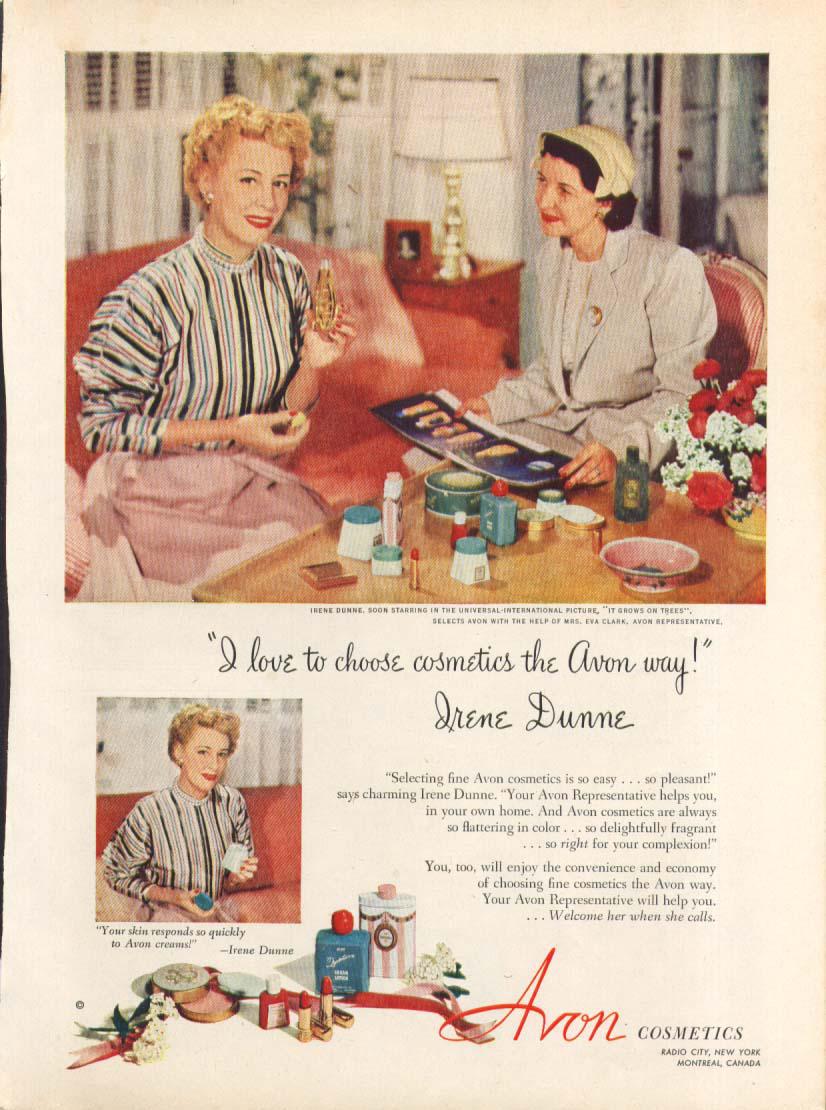 IRENE DUNNE, SOON STARRING IN THE UNIVERSAL-INTERNATIONAL PICTURE, "IT GROWS ON TREES",
SELECTS AVON WITH THE HELP OF MRS. EVA CLARK, AVON REPRESENTATIVE.
"I love to choose cosmetics the Avon way!"
Irene Dunne
"Selecting fine Avon cosmetics is so easy . . . so pleasant!"
says charming Irene Dunne. "Your Avon Representative helps you,
in your own home. And Avon cosmetics are always
so flattering in color . . . so delightfully fragrant
. . . so right for your complexion!"
You, too, will enjoy the convenience and economy
of choosing fine cosmetics the Avon way.
Your Avon Representative will help you.
. . . Welcome her when she calls.
"Your skin responds so quickly
to Avon creams!" —Irene Dunne
©
Avon COSMETICS
RADIO CITY, NEW YORK
MONTREAL, CANADA